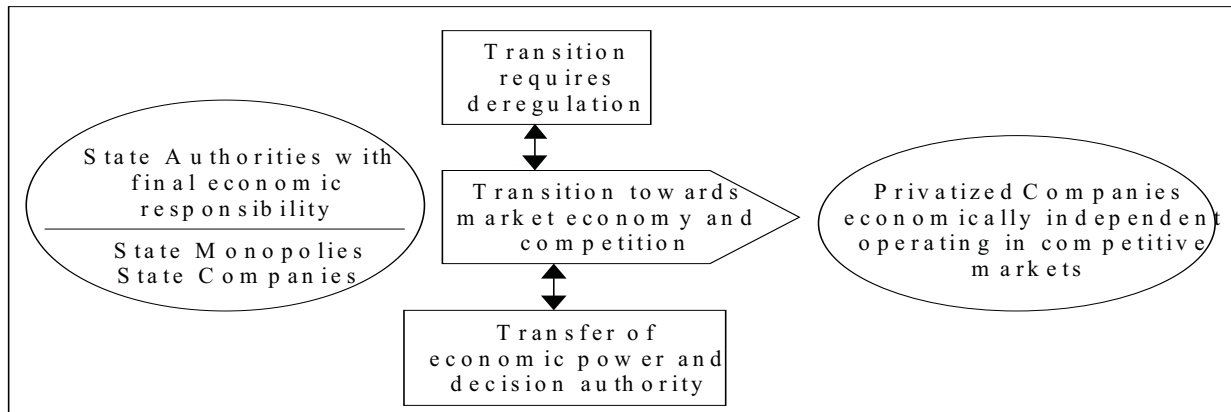 Transition
requires
deregulation
State Authorities with
final economic
responsibility
State Monopolies
State Companies
Transition towards
market economy and
competition
Privatized Companies
economically independent
operating in competitive
markets
Transfer of
economic power and
decision authority